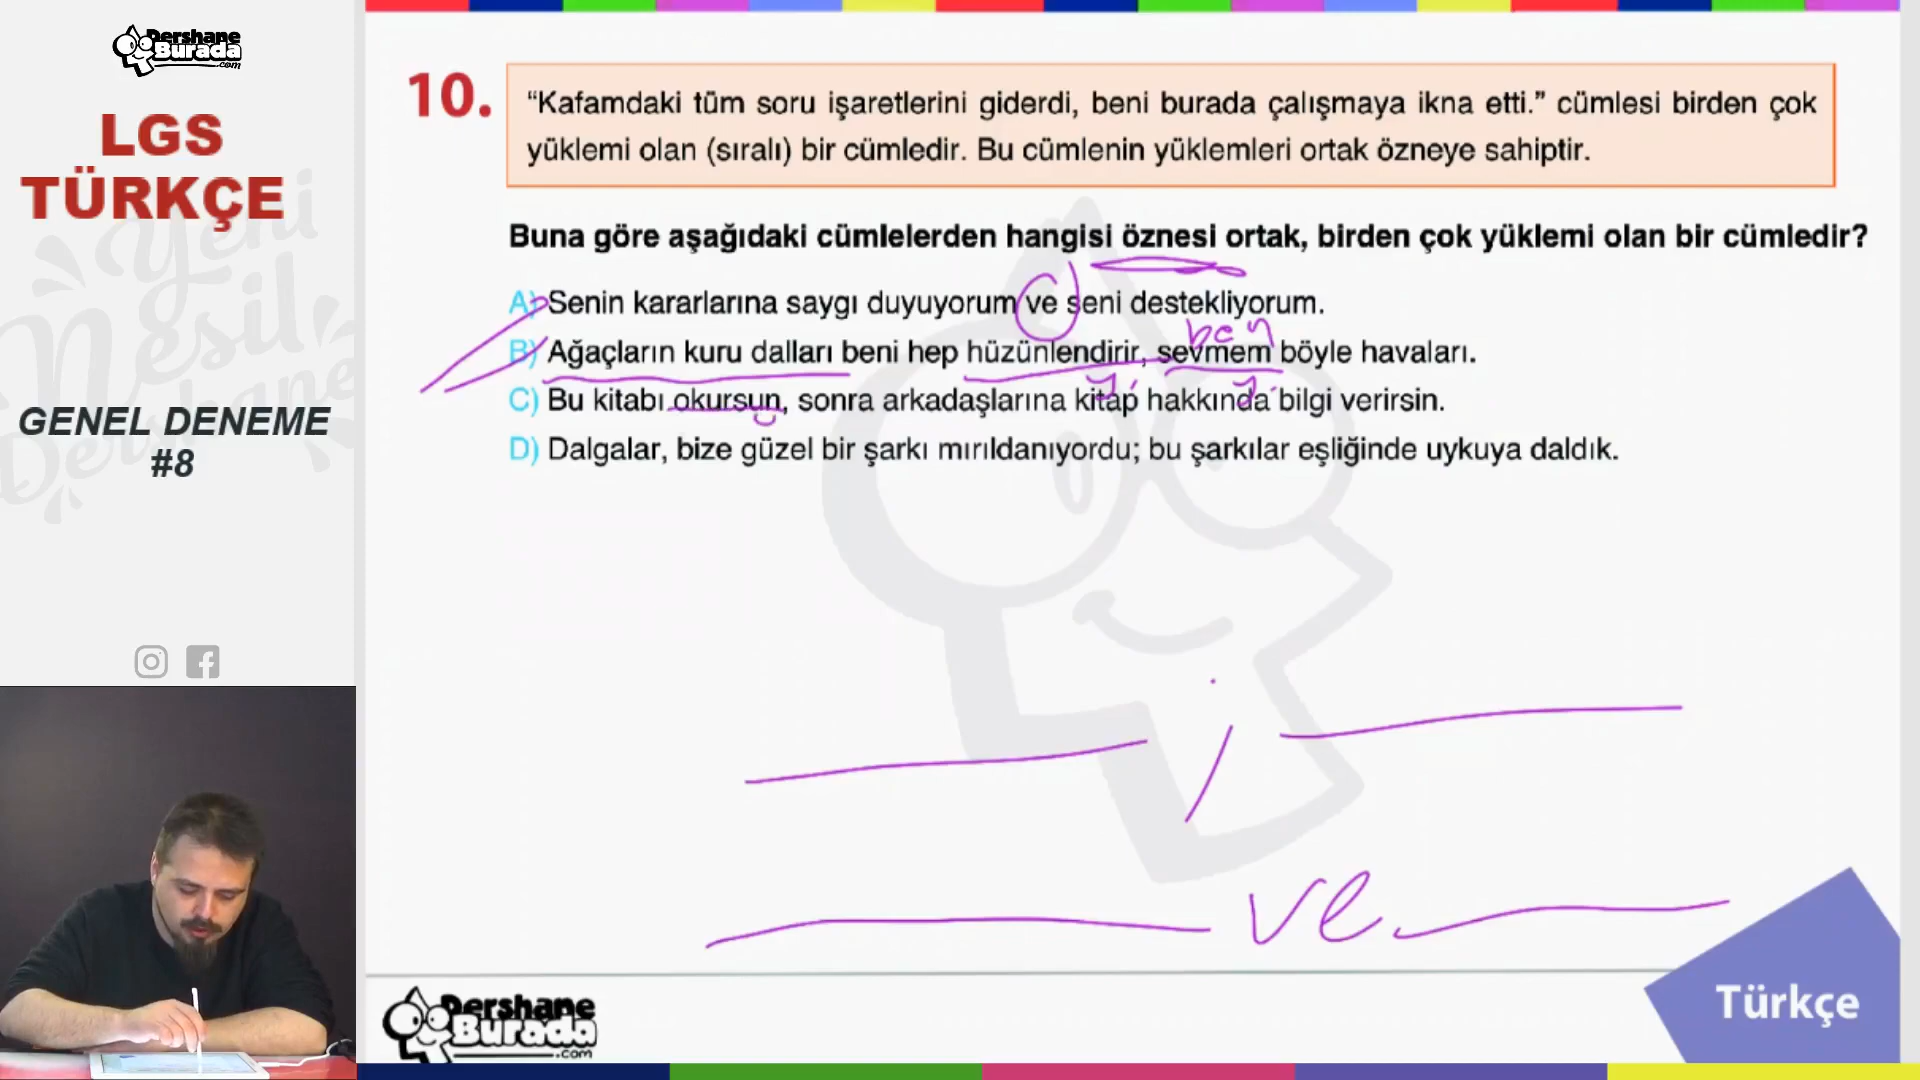 Dershane
Burada
.com
LGS
TÜRKÇE
Yeni
Nesil
Dershane
GENEL DENEME
#8
10.
“Kafamdaki tüm soru işaretlerini giderdi, beni burada çalışmaya ikna etti.” cümlesi birden çok
yüklemi olan (sıralı) bir cümledir. Bu cümlenin yüklemleri ortak özneye sahiptir.
Buna göre aşağıdaki cümlelerden hangisi öznesi ortak, birden çok yüklemi olan bir cümledir?
A) Senin kararlarına saygı duyuyorum ve seni destekliyorum.
ben
B) Ağaçların kuru dalları beni hep hüzünlendirir, sevmem böyle havaları.
y. y.
C) Bu kitabı okursun, sonra arkadaşlarına kitap hakkında bilgi verirsin.
D) Dalgalar, bize güzel bir şarkı mırıldanıyordu; bu şarkılar eşliğinde uykuya daldık.
ve
Dershane
Burada
.com
Türkçe